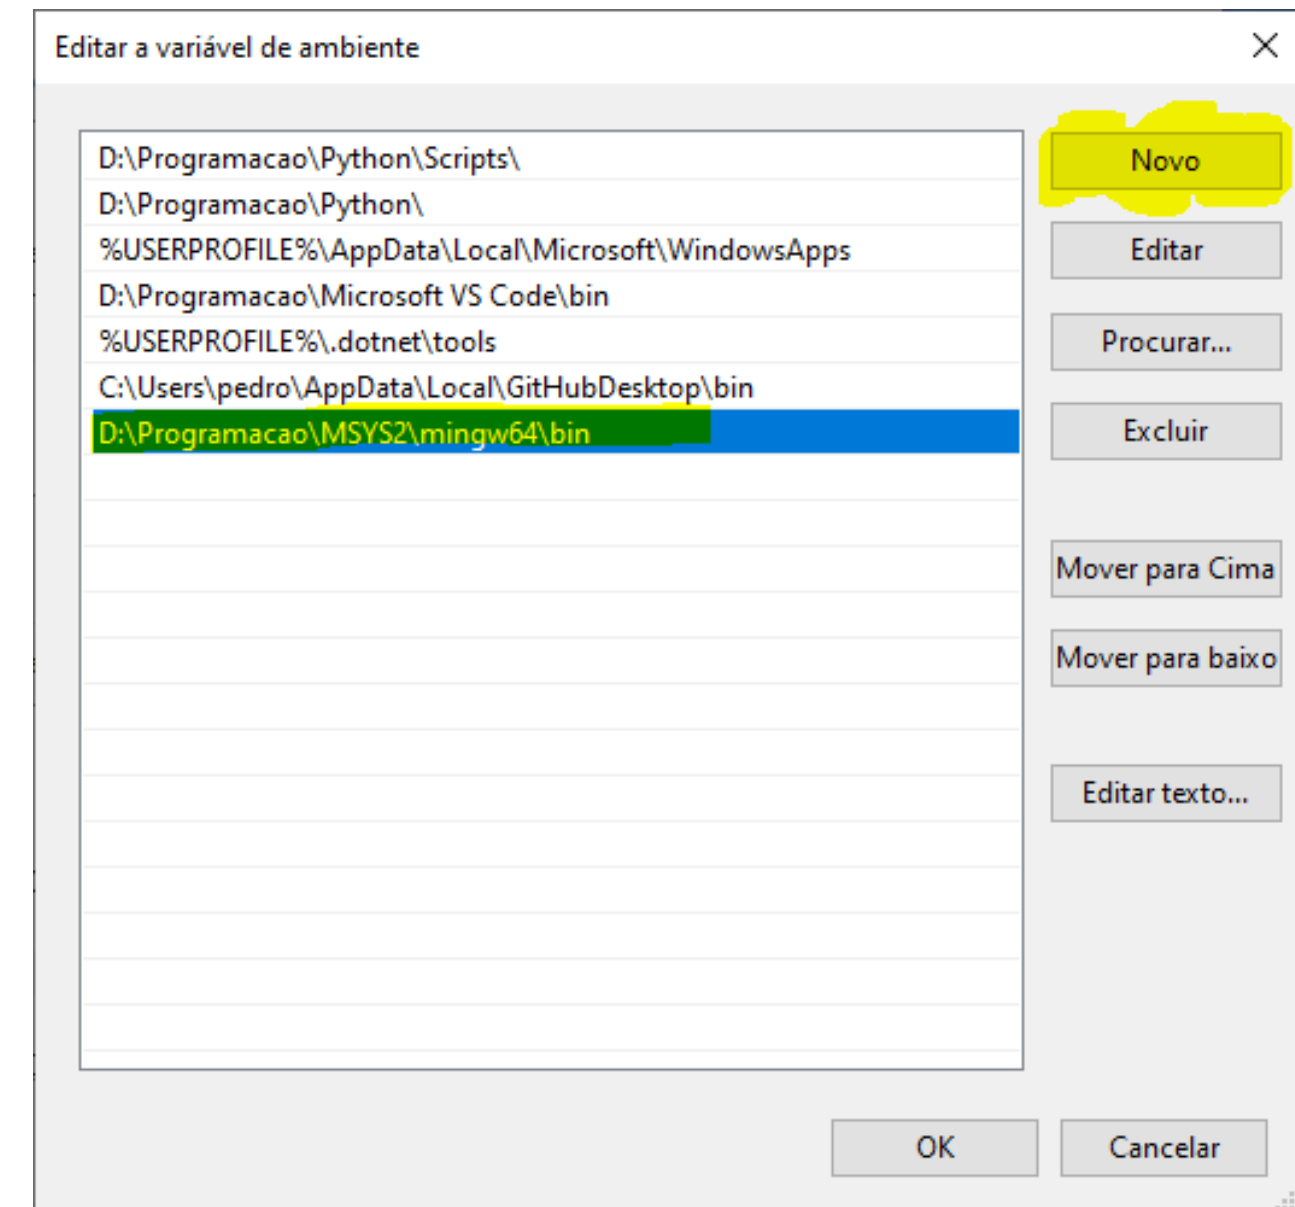 Editar a variável de ambiente
D:\Programacao\Python\Scripts\
D:\Programacao\Python\
%USERPROFILE%\AppData\Local\Microsoft\WindowsApps
D:\Programacao\Microsoft VS Code\bin
%USERPROFILE%\.dotnet\tools
C:\Users\pedro\AppData\Local\GitHubDesktop\bin
D:\Programacao\MSYS2\mingw64\bin
Novo
Editar
Procurar...
Excluir
Mover para Cima
Mover para baixo
Editar texto...
OK
Cancelar